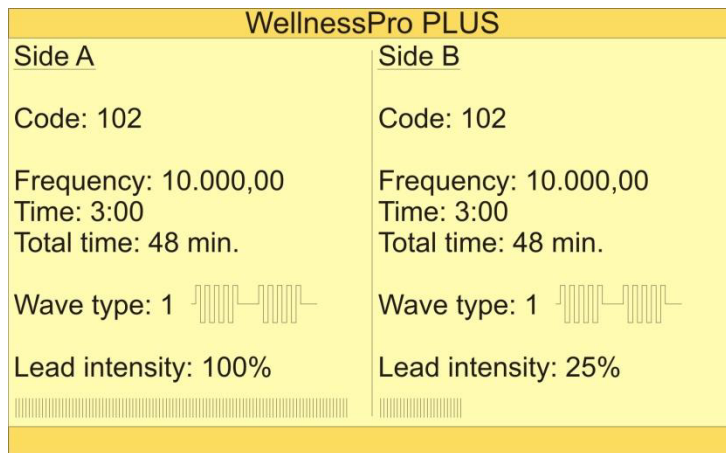 WellnessPro PLUS
Side A
Code: 102
Frequency: 10.000,00
Time: 3:00
Total time: 48 min.
Wave type: 1
Lead intensity: 100%
Side B
Code: 102
Frequency: 10.000,00
Time: 3:00
Total time: 48 min.
Wave type: 1
Lead intensity: 25%